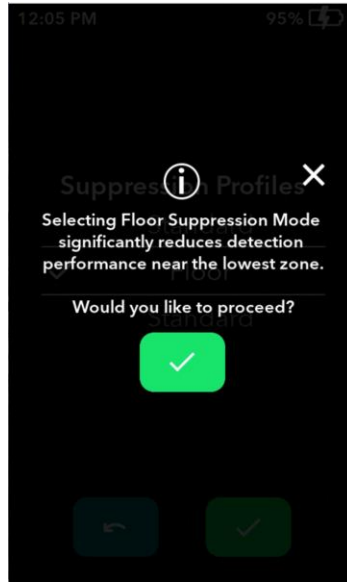 12:05 PM 95%
Suppression Profiles
Selecting Floor Suppression Mode
significantly reduces detection
performance near the lowest zone.
Floor
Would you like to proceed?
Standard